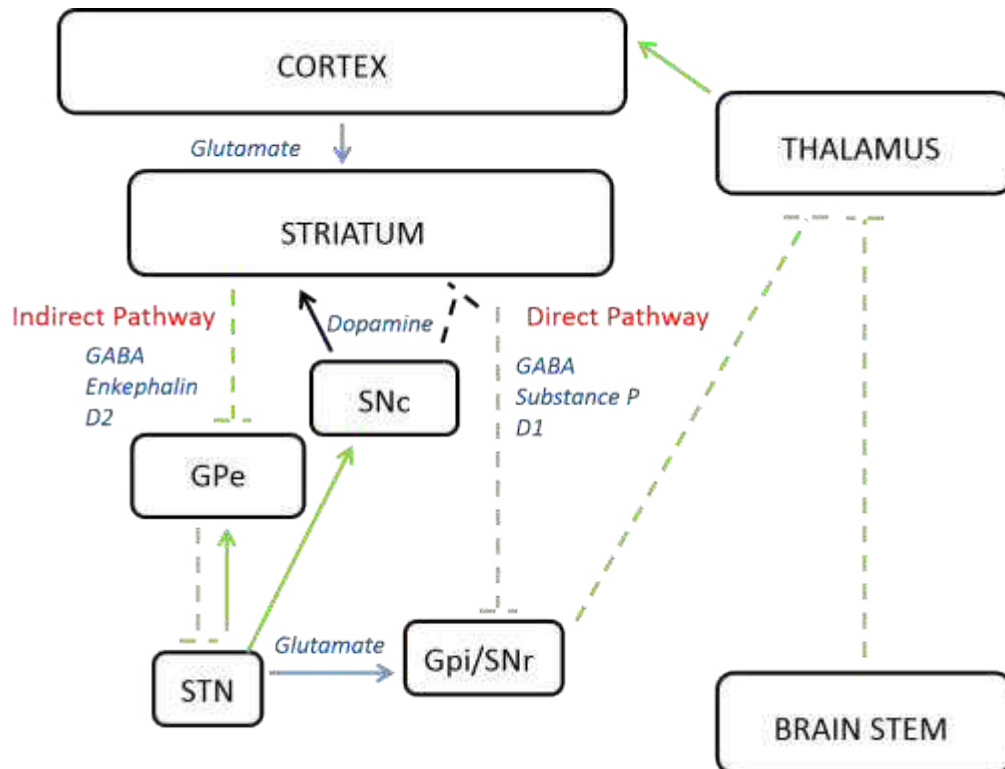 CORTEX
Glutamate
THALAMUS
STRIATUM
Indirect Pathway
Dopamine
Direct Pathway
GABA
Enkephalin
D2
SNc
GABA
Substance P
D1
GPe
Glutamate
STN
Gpi/SNr
BRAIN STEM